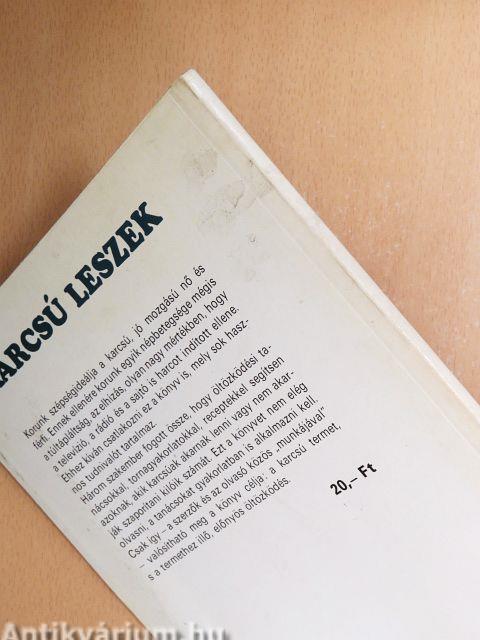 KARCSÚ LESZEK
Korunk szépségideálja a karcsú, jó mozgású nő és
férfi. Ennek ellenére korunk egyik népbetegsége mégis
a túltápláltság, az elhízás, olyan nagy mértékben, hogy
a televízió, a rádió és a sajtó is harcot indított ellene.
Ehhez kíván csatlakozni ez a könyv is, mely sok hasz-
nos tudnivalót tartalmaz.
Három szakember fogott össze, hogy öltözködési ta-
nácsokkal, tornagyakorlatokkal, receptekkel segítsen
azoknak, akik karcsúak akarnak lenni vagy nem akar-
ják szaporítani kilóik számát. Ezt a könyvet nem elég
olvasni, a tanácsokat gyakorlatban is alkalmazni kell.
Csak így – a szerzők és az olvasó közös „munkájával”
– valósítható meg a könyv célja: a karcsú termet,
s a termethez illő, előnyös öltözködés.
20,– Ft
Antikvárium.hu